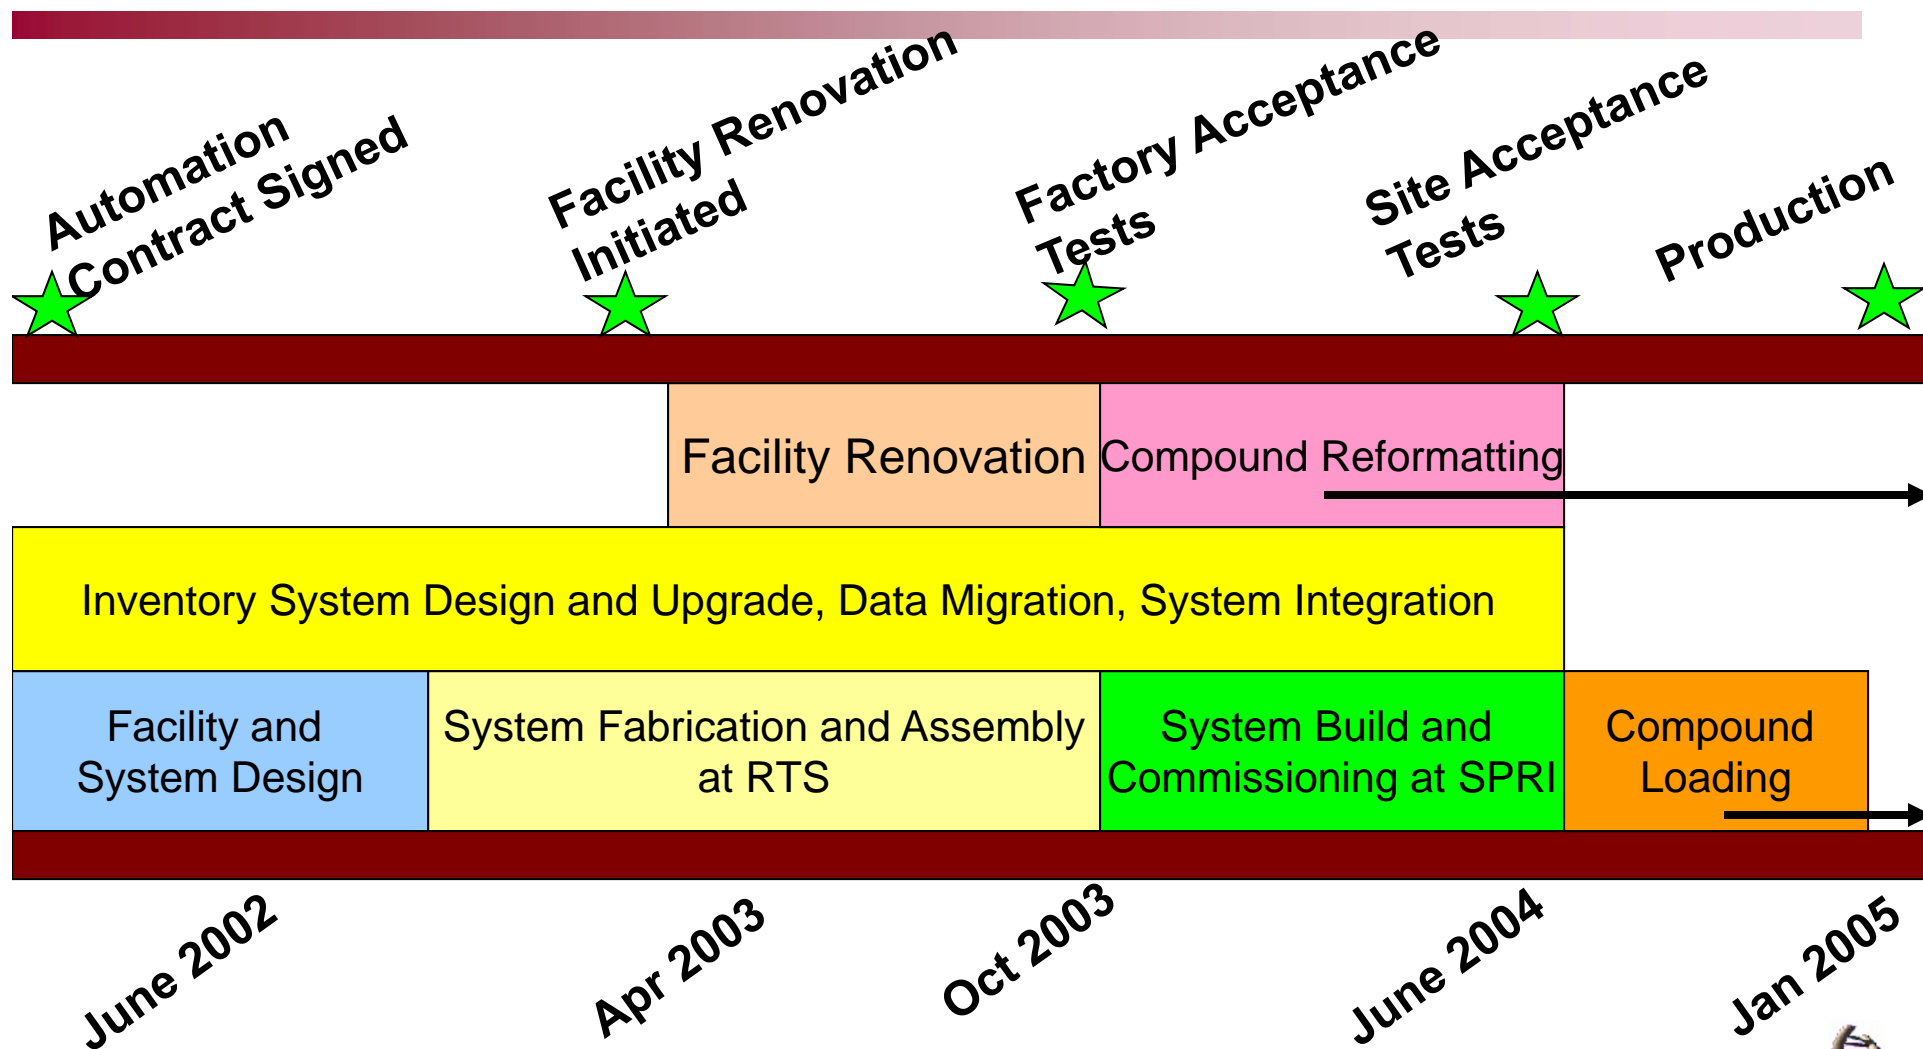 Automation
Contract Signed
Facility Renovation
Initiated
Factory Acceptance
Tests
Site Acceptance
Tests
Production
Facility Renovation
Compound Reformatting
Inventory System Design and Upgrade, Data Migration, System Integration
Facility and
System Design
System Fabrication and Assembly
at RTS
System Build and
Commissioning at SPRI
Compound
Loading
June 2002
Apr 2003
Oct 2003
June 2004
Jan 2005